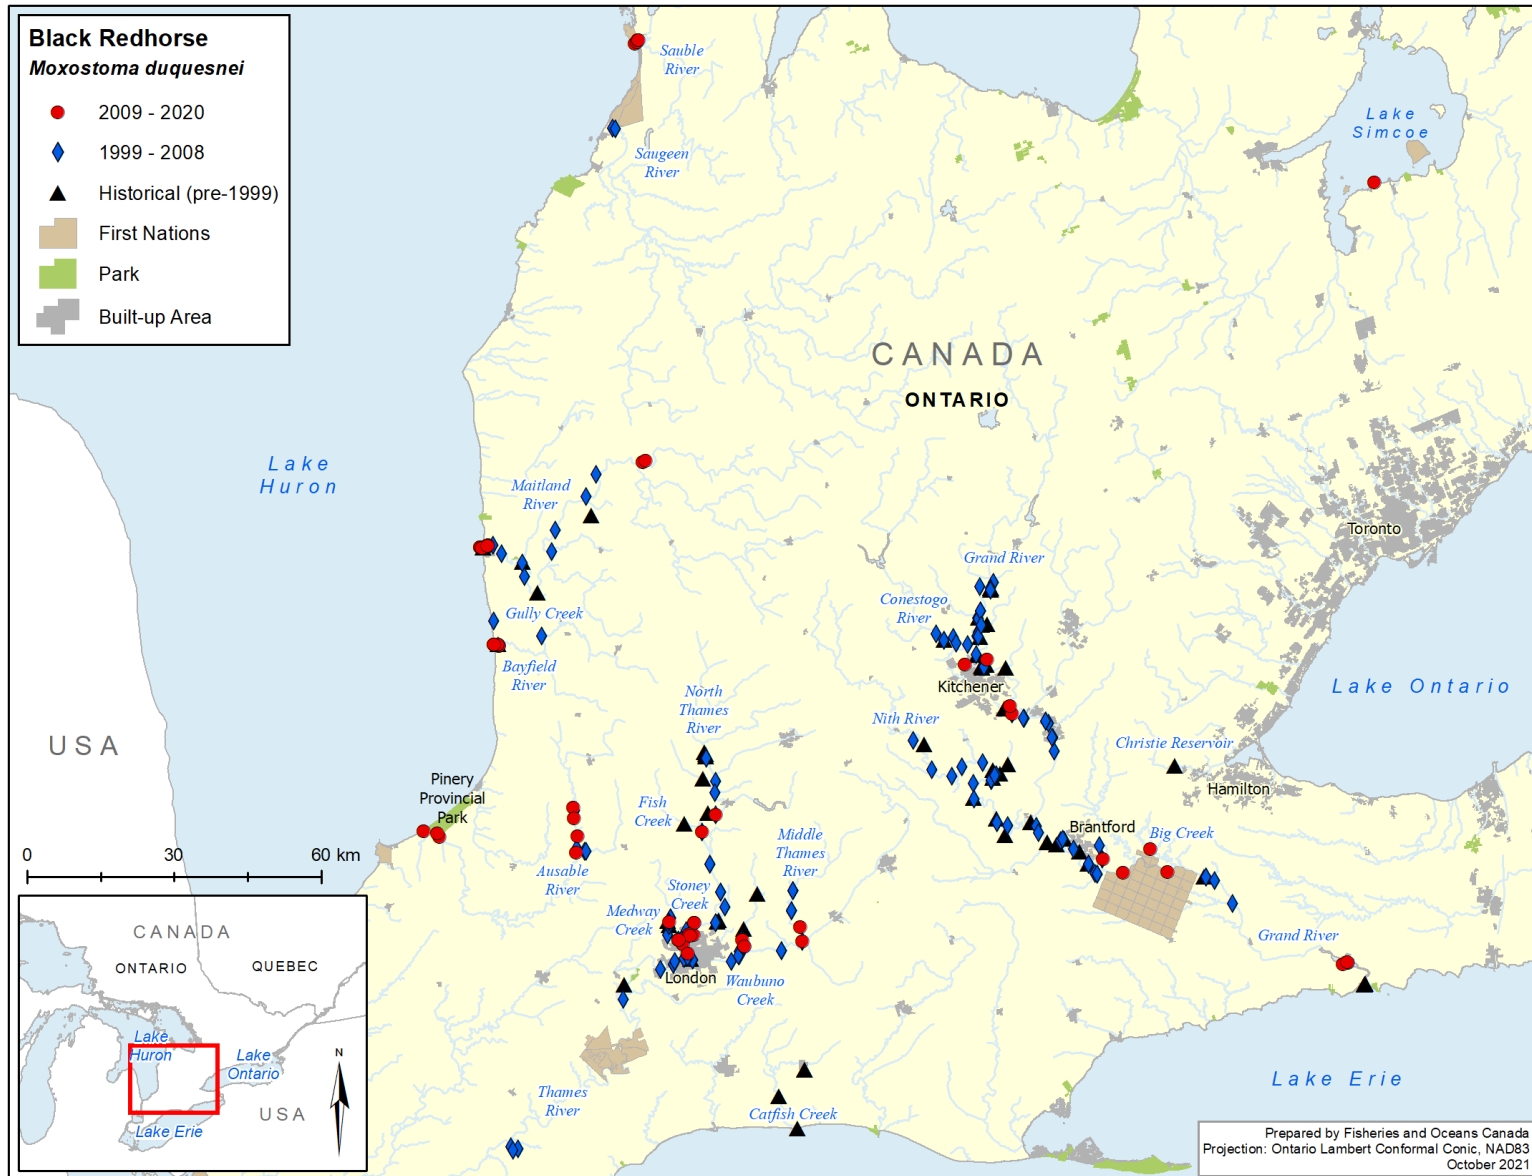 Black Redhorse
Moxostoma duquesnei
2009 - 2020
1999 - 2008
Historical (pre-1999)
First Nations
Park
Built-up Area
Sauble
River
Saugeen
River
Lake
Simcoe
CANADA
ONTARIO
Lake
Huron
Maitland
River
Toronto
Grand River
Conestogo
River
Gully Creek
Bayfield
River
Kitchener
Lake Ontario
North
Thames
River
Nith River
USA
Christie Reservoir
Pinery
Provincial
Park
Hamilton
Fish
Creek
Middle
Thames
River
Brantford
Big Creek
0 30 60 km
Ausable
River
Stoney
Creek
Medway
Creek
Grand River
London
Waubuno
Creek
CANADA
ONTARIO
QUEBEC
Lake
Huron
Lake
Ontario
N
USA
Lake Erie
Thames
River
Catfish Creek
Lake Erie
Prepared by Fisheries and Oceans Canada
Projection: Ontario Lambert Conformal Conic, NAD83
October 2021